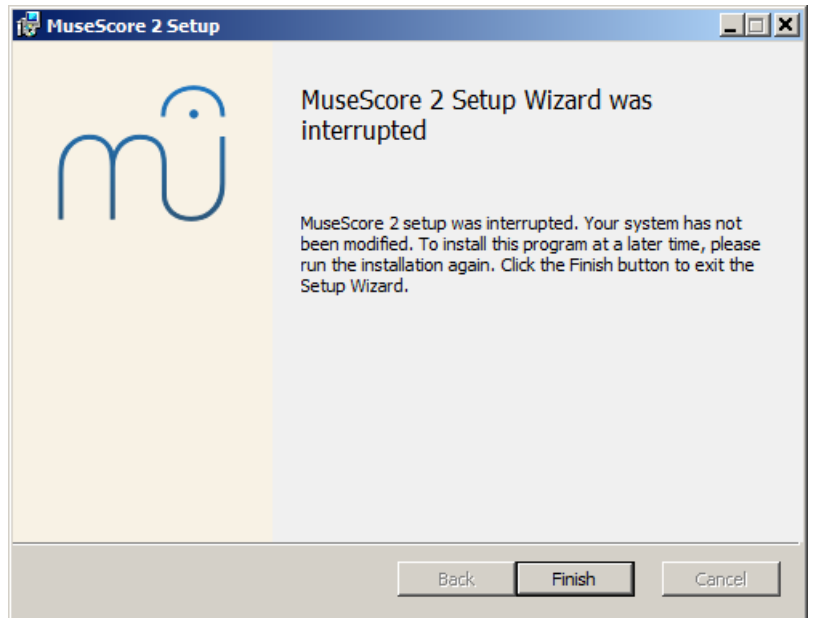 MuseScore 2 Setup
mu
MuseScore 2 Setup Wizard was
interrupted
MuseScore 2 setup was interrupted. Your system has not
been modified. To install this program at a later time, please
run the installation again. Click the Finish button to exit the
Setup Wizard.
Back Finish Cancel